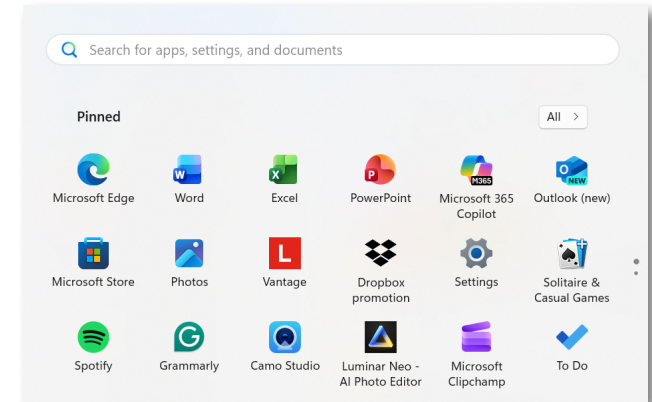 Search for apps, settings, and documents
Pinned
All >
Microsoft Edge
Word
Excel
PowerPoint
M365
Microsoft 365
Copilot
NEW
Outlook (new)
Microsoft Store
Photos
L
Vantage
Dropbox
promotion
Settings
Solitaire &
Casual Games
Spotify
Grammarly
Camo Studio
Luminar Neo -
AI Photo Editor
Microsoft
Clipchamp
To Do